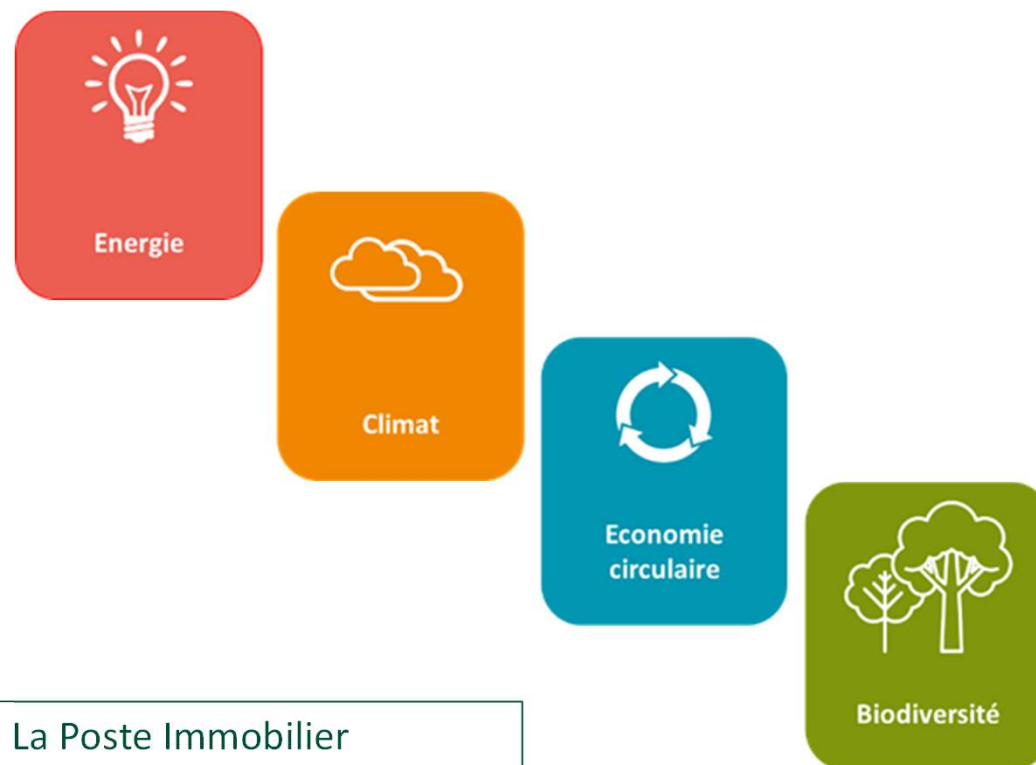 Energie
Climat
Economie
circulaire
Biodiversité
La Poste Immobilier